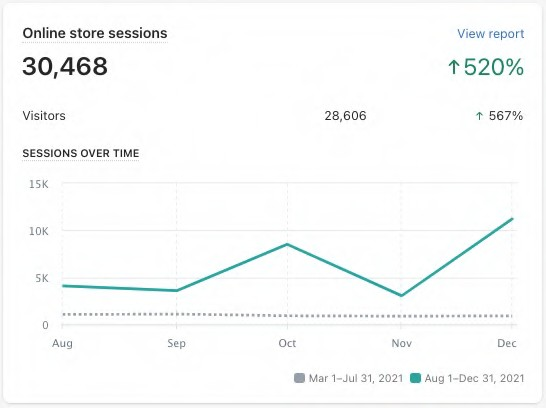 Online store sessions View report
30,468 ↑520%
Visitors 28,606 ↑ 567%
SESSIONS OVER TIME
15K
10K
5K
0
Aug Sep Oct Nov Dec
Mar 1–Jul 31, 2021 Aug 1–Dec 31, 2021